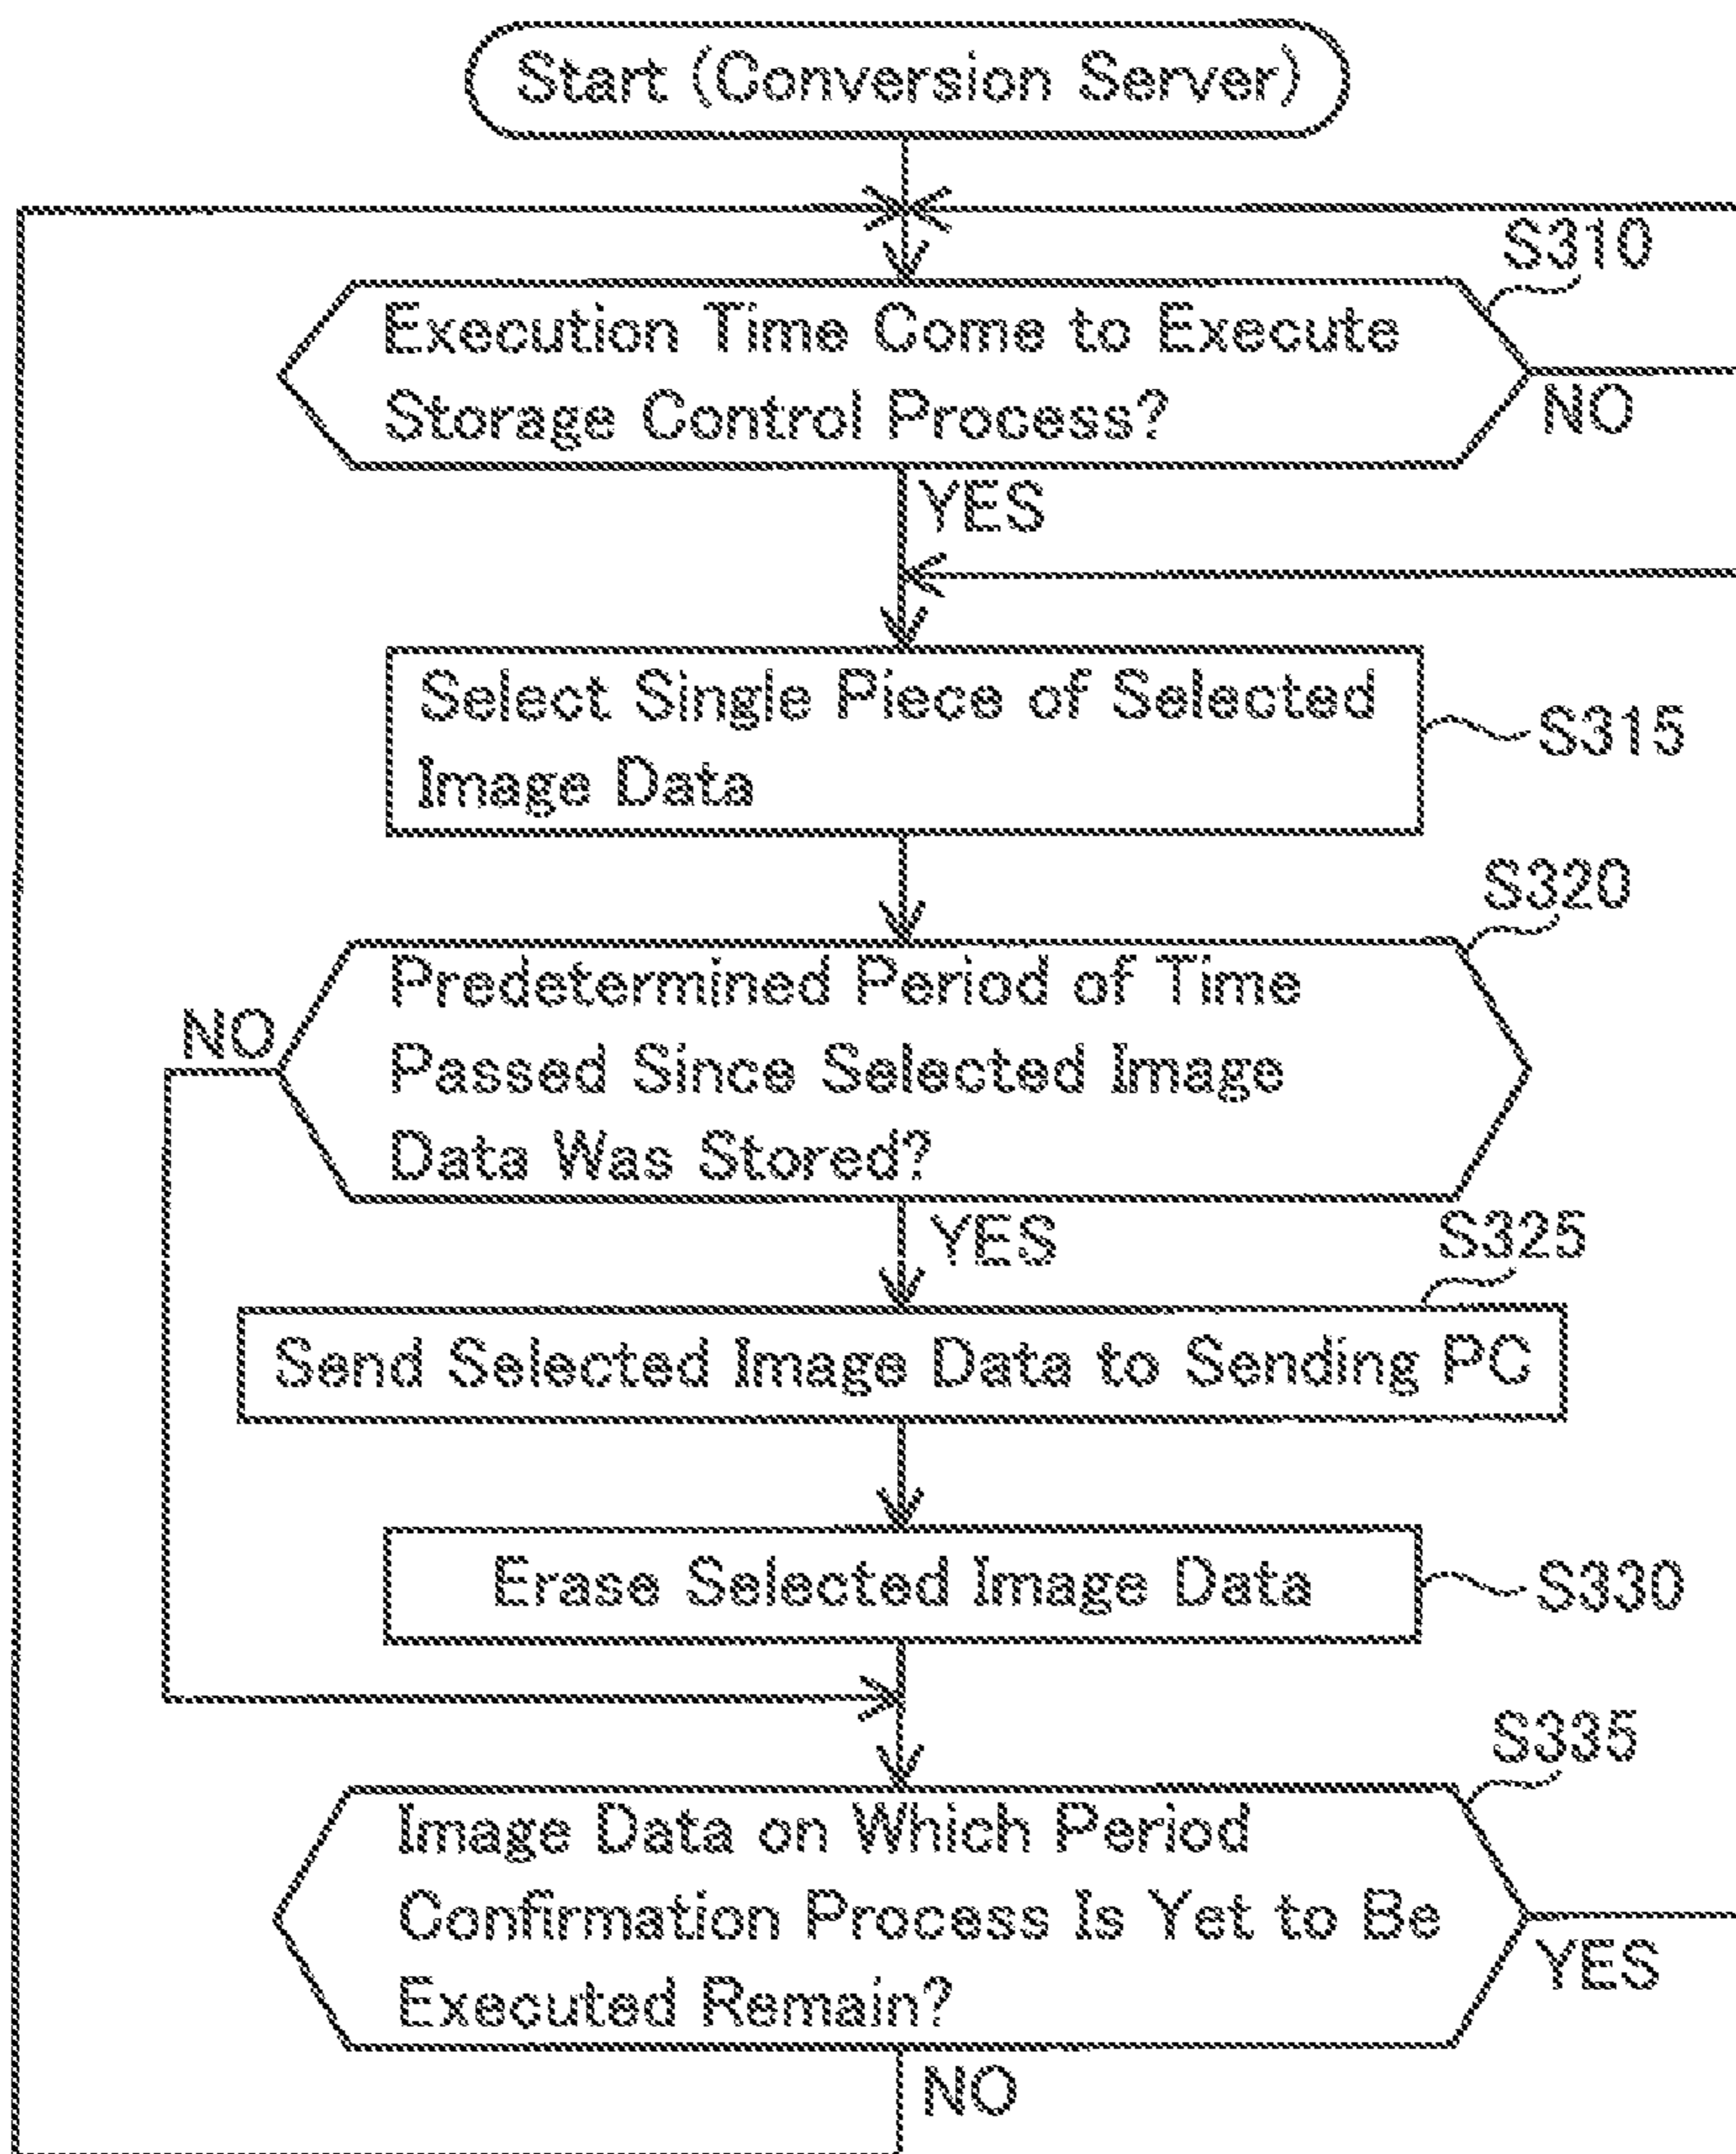 Start (Conversion Server)
S310
Execution Time Come to Execute
Storage Control Process?
NO
YES
Select Single Piece of Selected
Image Data
S315
S320
Predetermined Period of Time
NO
Passed Since Selected Image
Data Was Stored?
YES
S325
Send Selected Image Data to Sending PC
Erase Selected Image Data
S330
S335
Image Data on Which Period
Confirmation Process Is Yet to Be
Executed Remain?
YES
NO